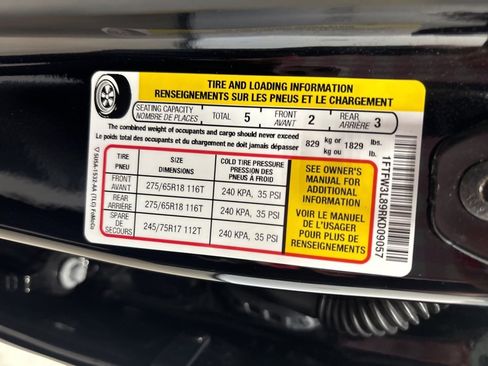 TIRE AND LOADING INFORMATION
RENSEIGNEMENTS SUR LES PNEUS ET LE CHARGEMENT
SEATING CAPACITY
NOMBRE DE PLACES
TOTAL 5
FRONT
AVANT 2
REAR
ARRIÈRE 3
The combined weight of occupants and cargo should never exceed
Le poids total des occupants et du chargement ne doit jamais dépasser
829 kg or 1829 lbs.
kg ou lb.
TIRE
PNEU
SIZE
DIMENSIONS
COLD TIRE PRESSURE
PRESSION DES PNEUS
À FROID
FRONT
AVANT
275/65R18 116T
240 KPA, 35 PSI
REAR
ARRIÈRE
275/65R18 116T
240 KPA, 35 PSI
SPARE
DE SECOURS
245/75R17 112T
240 KPA, 35 PSI
SEE OWNER'S
MANUAL FOR
ADDITIONAL
INFORMATION
VOIR LE MANUEL
DE L'USAGER
POUR PLUS DE
RENSEIGNEMENTS